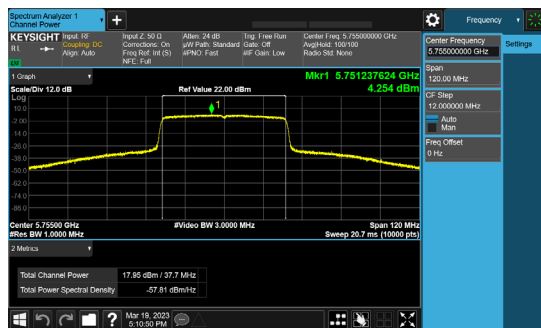 Spectrum Analyzer 1
Channel Power
+
Frequency
KEYSIGHT
RL
Input: RF
Coupling: DC
Align: Auto
Input Z: 50 Ω
Corrections: On
Freq Ref: Int (S)
NFE: Full
Atten: 24 dB
µW Path: Standard
#PNO: Fast
Trig: Free Run
Gate: Off
#IF Gain: Low
Center Freq: 5.755000000 GHz
Avg|Hold: 100/100
Radio Std: None
Center Frequency
5.755000000 GHz
Settings
Span
120.00 MHz
CF Step
12.000000 MHz
Auto
Man
Freq Offset
0 Hz
1 Graph
Mkr1 5.751237624 GHz
4.254 dBm
Scale/Div 12.0 dB
Ref Value 22.00 dBm
Log
1
10.0
-2.00
-14.0
-26.0
-38.0
-50.0
-62.0
-74.0
-86.0
Center 5.75500 GHz
#Video BW 3.0000 MHz
Span 120 MHz
#Res BW 1.0000 MHz
Sweep 20.7 ms (10000 pts)
2 Metrics
Total Channel Power 17.95 dBm / 37.7 MHz
Total Power Spectral Density -57.81 dBm/Hz
?
Mar 19, 2023
5:10:50 PM